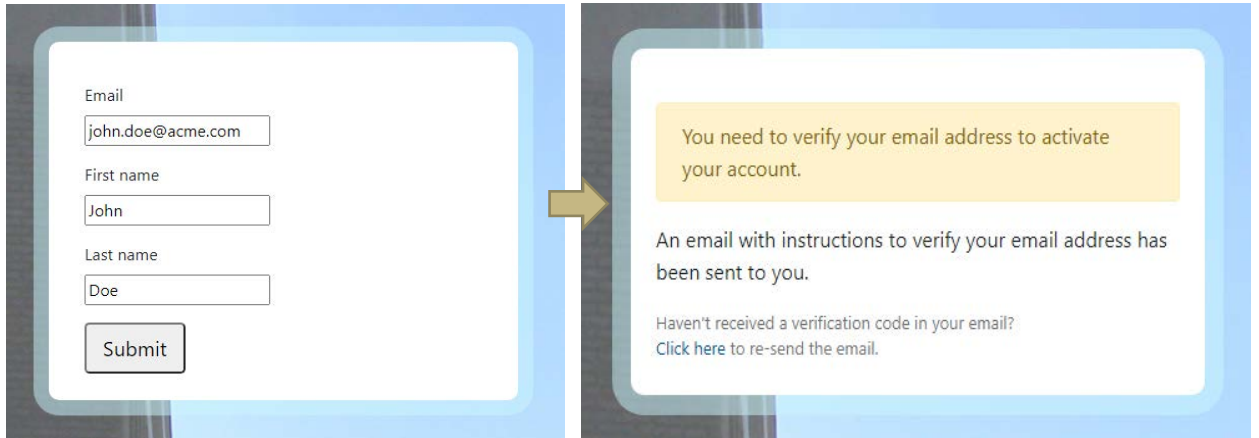 Email
john.doe@acme.com
First name
John
Last name
Doe
Submit
You need to verify your email address to activate
your account.
An email with instructions to verify your email address has
been sent to you.
Haven't received a verification code in your email?
Click here to re-send the email.